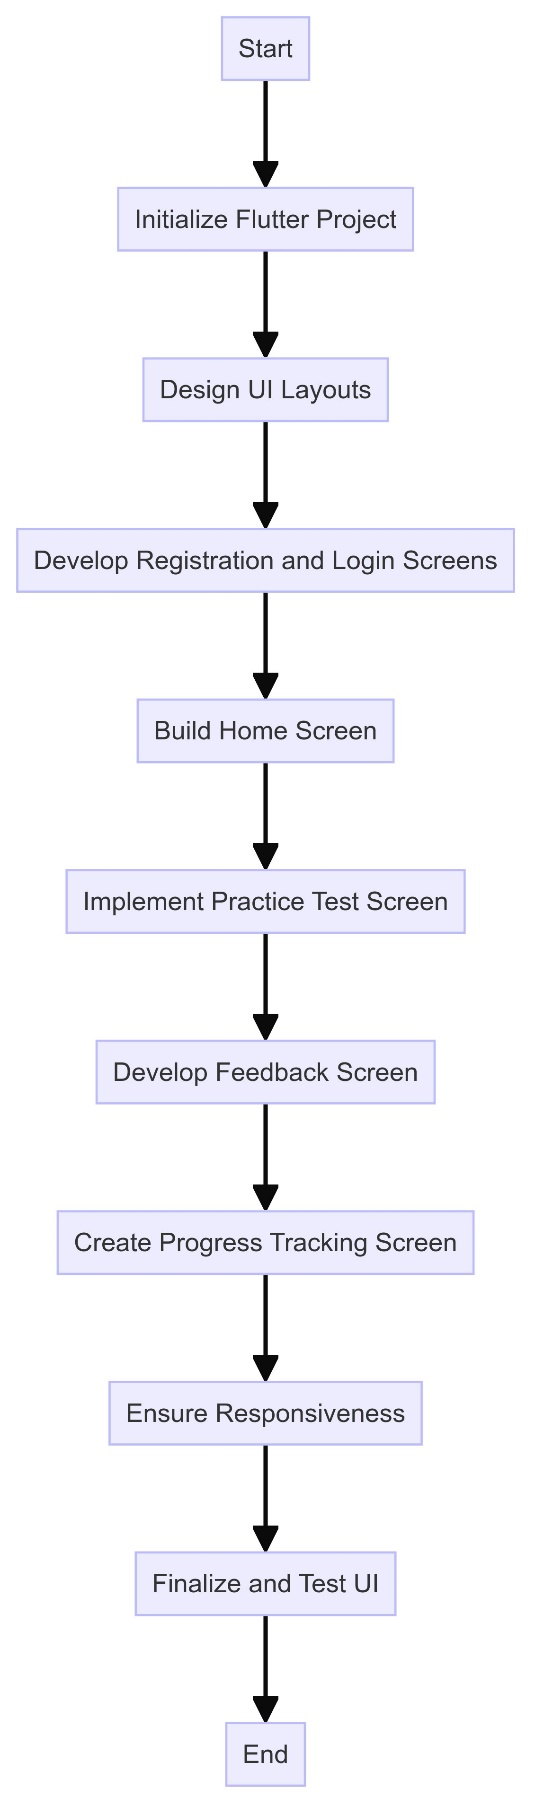 Start
Initialize Flutter Project
Design UI Layouts
Develop Registration and Login Screens
Build Home Screen
Implement Practice Test Screen
Develop Feedback Screen
Create Progress Tracking Screen
Ensure Responsiveness
Finalize and Test UI
End